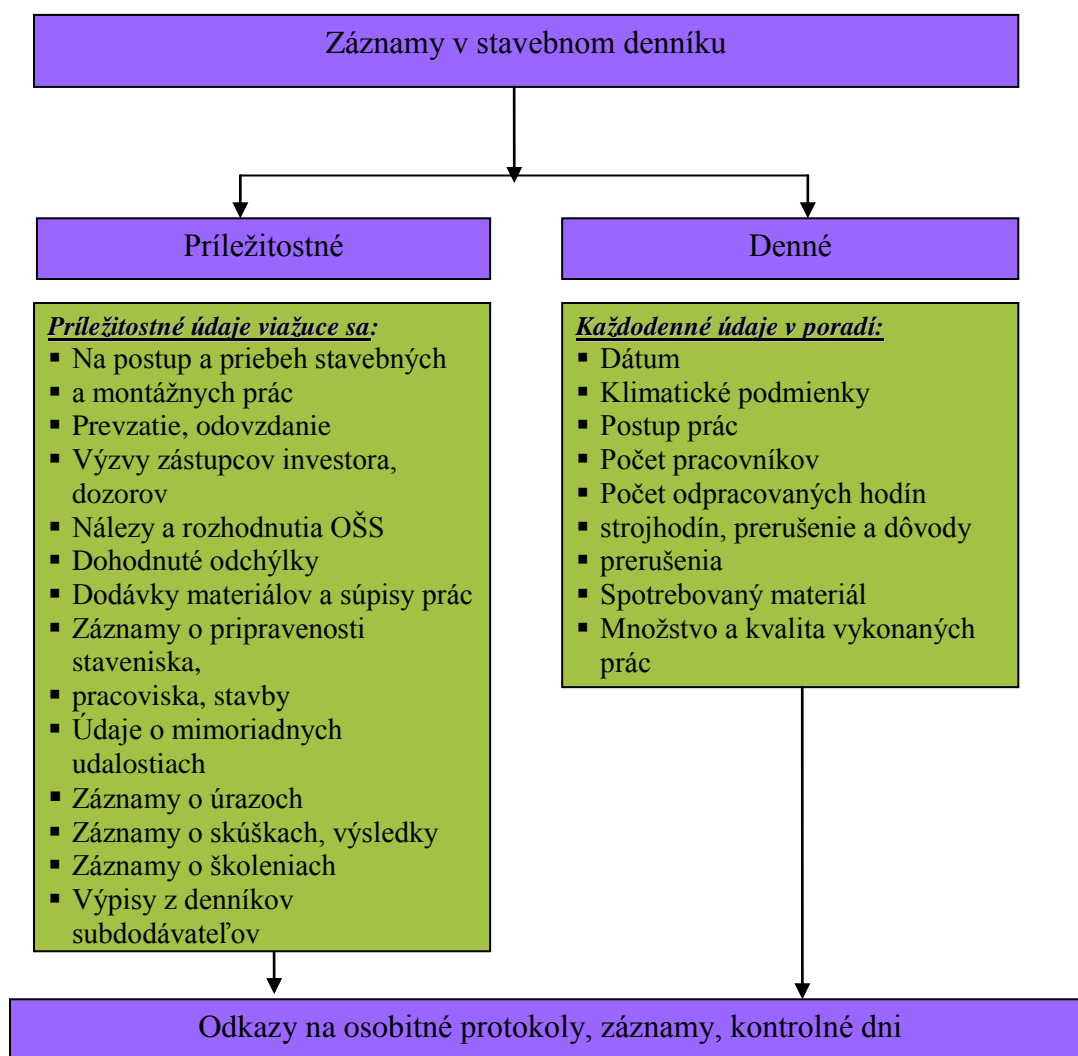 Záznamy v stavebnom denníku
Príležitostné
Denné
Príležitostné údaje viažuce sa:
▪ Na postup a priebeh stavebných
▪ a montážnych prác
▪ Prevzatie, odovzdanie
▪ Výzvy zástupcov investora,
dozorov
▪ Nálezy a rozhodnutia OŠS
▪ Dohodnuté odchýlky
▪ Dodávky materiálov a súpisy prác
▪ Záznamy o pripravenosti
staveniska,
▪ pracoviska, stavby
▪ Údaje o mimoriadnych
udalostiach
▪ Záznamy o úrazoch
▪ Záznamy o skúškach, výsledky
▪ Záznamy o školeniach
▪ Výpisy z denníkov
subdodávateľov
Každodenné údaje v poradí:
▪ Dátum
▪ Klimatické podmienky
▪ Postup prác
▪ Počet pracovníkov
▪ Počet odpracovaných hodín
▪ strojhodín, prerušenie a dôvody
▪ prerušenia
▪ Spotrebovaný materiál
▪ Množstvo a kvalita vykonaných
prác
Odkazy na osobitné protokoly, záznamy, kontrolné dni